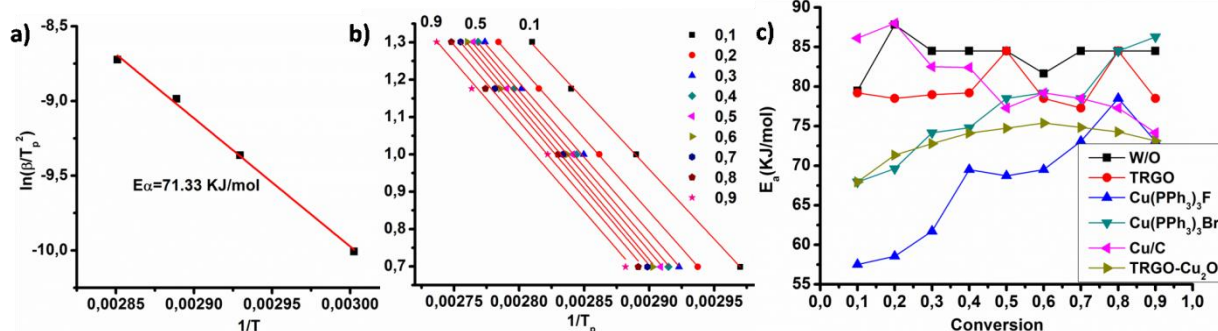 a)
-8,5
-9,0
-9,5
-10,0
ln(β/Tp²)
Eα=71.33 KJ/mol
0,00285 0,00290 0,00295 0,00300
1/T
b)
0.9 0.5 0.1
1,3
1,2
1,1
1,0
0,9
0,8
0,7
0,1
0,2
0,3
0,4
0,5
0,6
0,7
0,8
0,9
0,00275 0,00280 0,00285 0,00290 0,00295
1/Tp
c)
90
85
80
75
70
65
60
55
45
Ea(KJ/mol)
W/O
TRGO
Cu(PPh3)3F
Cu(PPh3)3Br
Cu/C
TRGO-Cu2O
0,0 0,1 0,2 0,3 0,4 0,5 0,6 0,7 0,8 0,9 1,0
Conversion